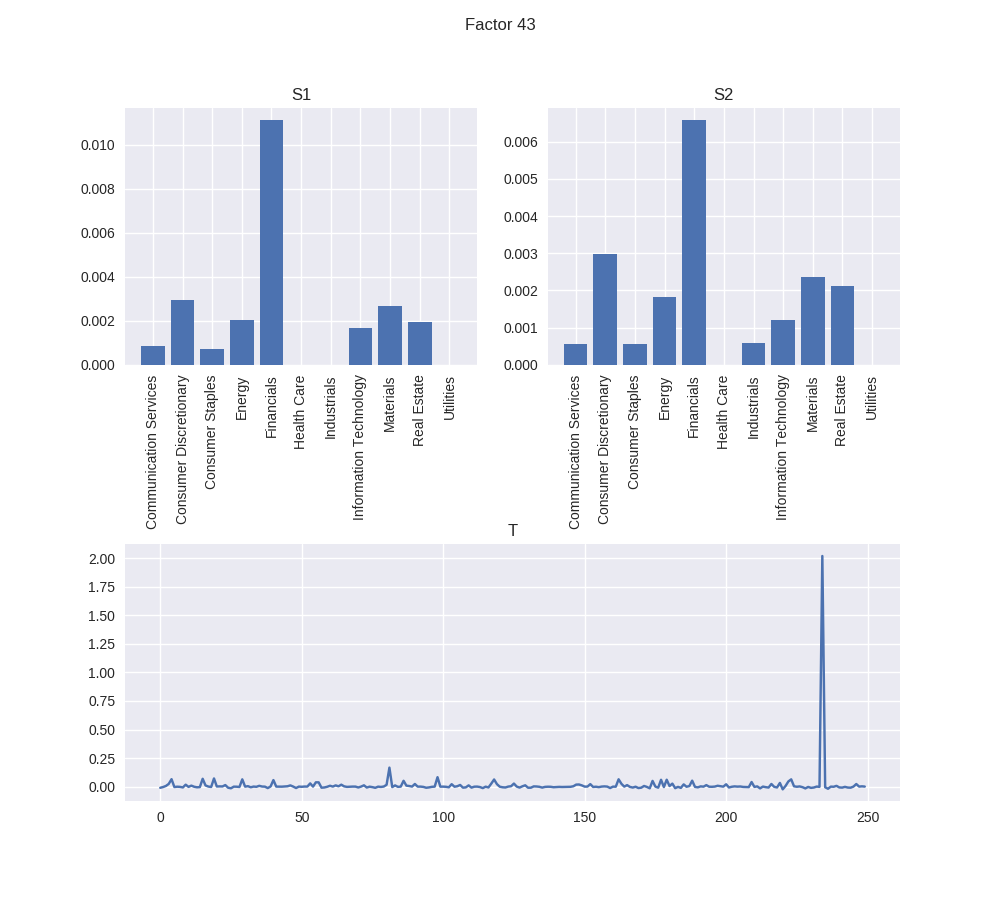 Factor 43
S1
0.010
0.008
0.006
0.004
0.002
0.000
Communication Services
Consumer Discretionary
Consumer Staples
Energy
Financials
Health Care
Industrials
Information Technology
Materials
Real Estate
Utilities
S2
0.006
0.005
0.004
0.003
0.002
0.001
0.000
Communication Services
Consumer Discretionary
Consumer Staples
Energy
Financials
Health Care
Industrials
Information Technology
Materials
Real Estate
Utilities
T
2.00
1.75
1.50
1.25
1.00
0.75
0.50
0.25
0.00
0 50 100 150 200 250